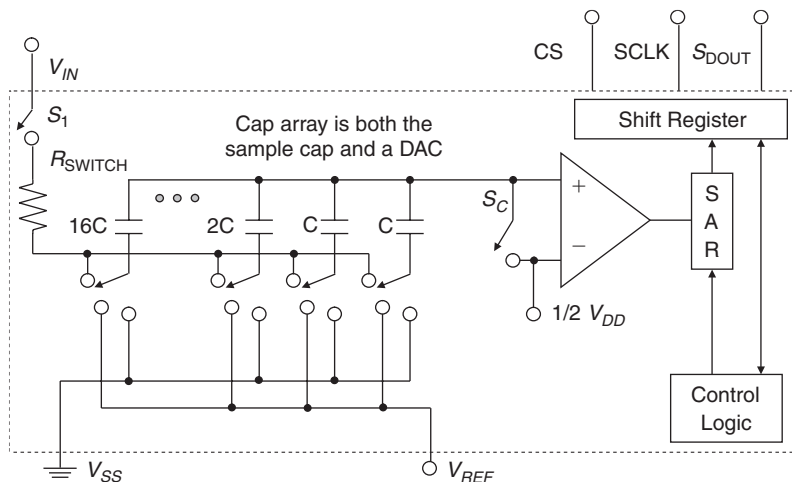 CS
SCLK
S_DOUT
V_IN
S_1
Shift Register
Cap array is both the
sample cap and a DAC
R_SWITCH
+
S
A
R
S_C
16C
2C
C
C
−
1/2 V_DD
Control
Logic
V_SS
V_REF